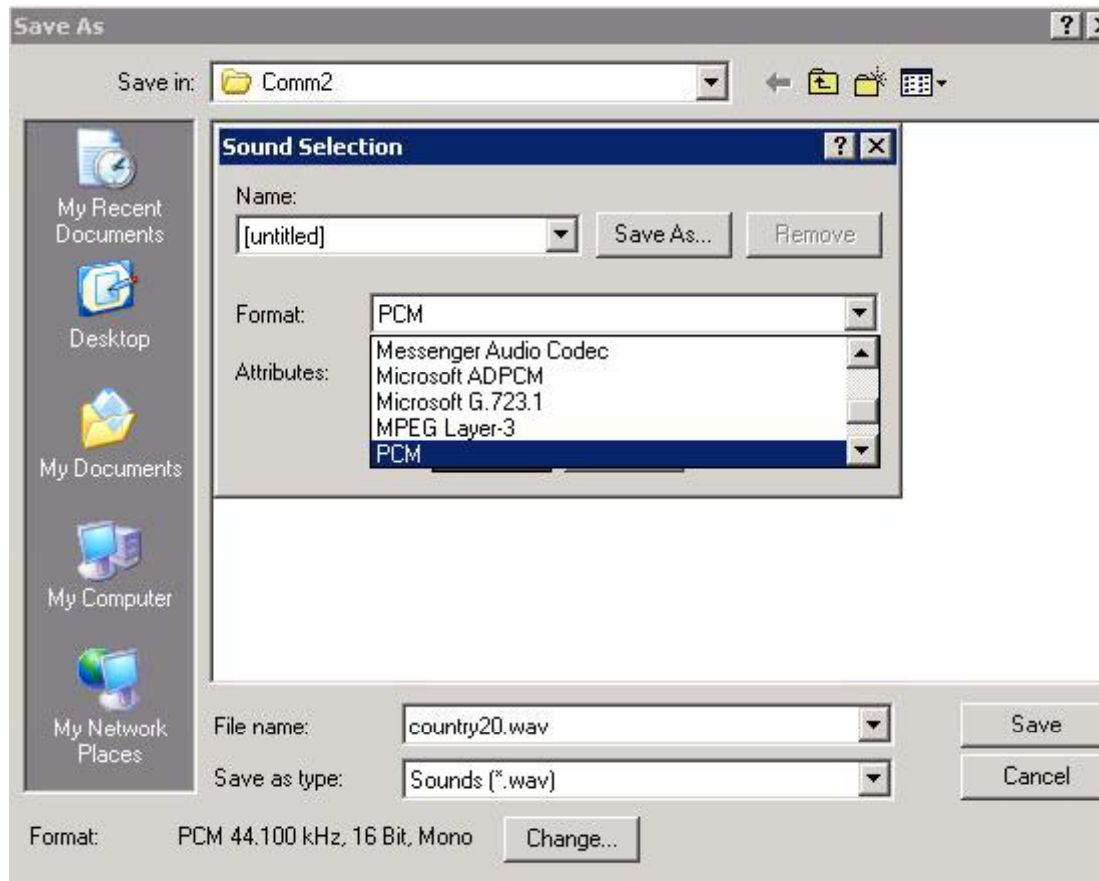 Save As
Save in: Comm2
My Recent
Documents
Desktop
My Documents
My Computer
My Network
Places
Sound Selection
Name:
[untitled] Save As... Remove
Format: PCM
Attributes:
Messenger Audio Codec
Microsoft ADPCM
Microsoft G.723.1
MPEG Layer-3
PCM
File name: country20.wav Save
Save as type: Sounds (*.wav) Cancel
Format: PCM 44.100 kHz, 16 Bit, Mono Change...